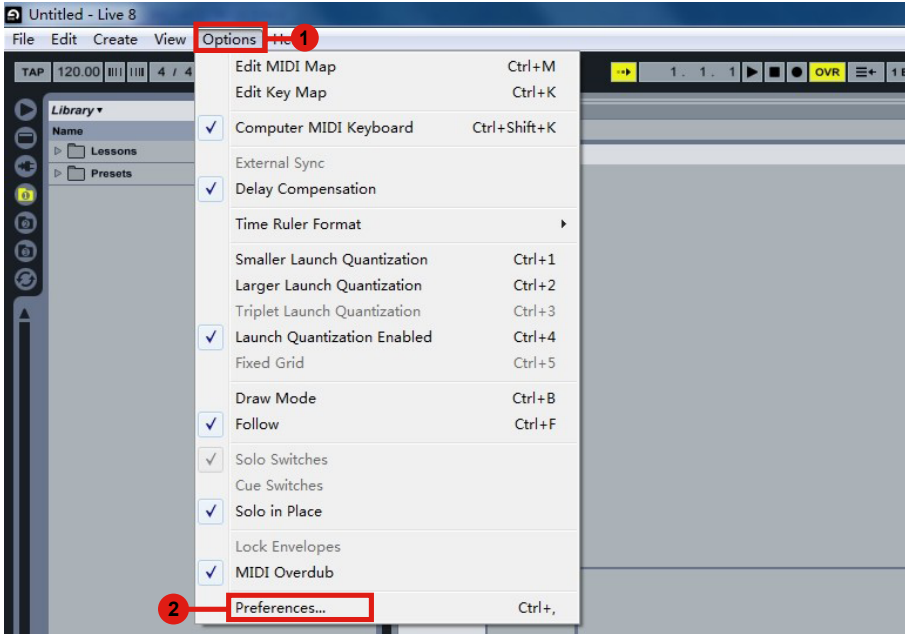 Untitled - Live 8
File Edit Create View Options
1
TAP 120.00 4 / 4
1. 1. 1 OVR
Library
Name
Lessons
Presets
Edit MIDI Map Ctrl+M
Edit Key Map Ctrl+K
Computer MIDI Keyboard Ctrl+Shift+K
External Sync
Delay Compensation
Time Ruler Format
Smaller Launch Quantization Ctrl+1
Larger Launch Quantization Ctrl+2
Triplet Launch Quantization Ctrl+3
Launch Quantization Enabled Ctrl+4
Fixed Grid Ctrl+5
Draw Mode Ctrl+B
Follow Ctrl+F
Solo Switches
Cue Switches
Solo in Place
Lock Envelopes
MIDI Overdub
2
Preferences... Ctrl+,